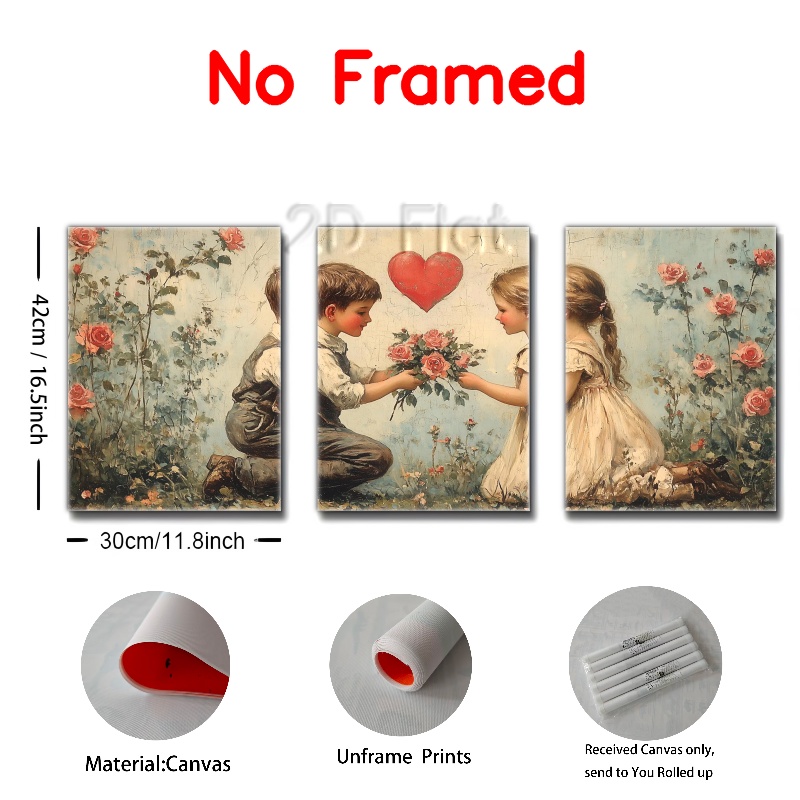 No Framed
2D Flat
42cm / 16.5inch
30cm/11.8inch
Material:Canvas
Unframe Prints
Received Canvas only,
send to You Rolled up